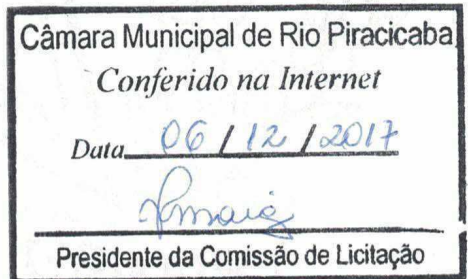 Câmara Municipal de Rio Piracicaba
Conferido na Internet
Data 06 / 12 / 2017
Presidente da Comissão de Licitação